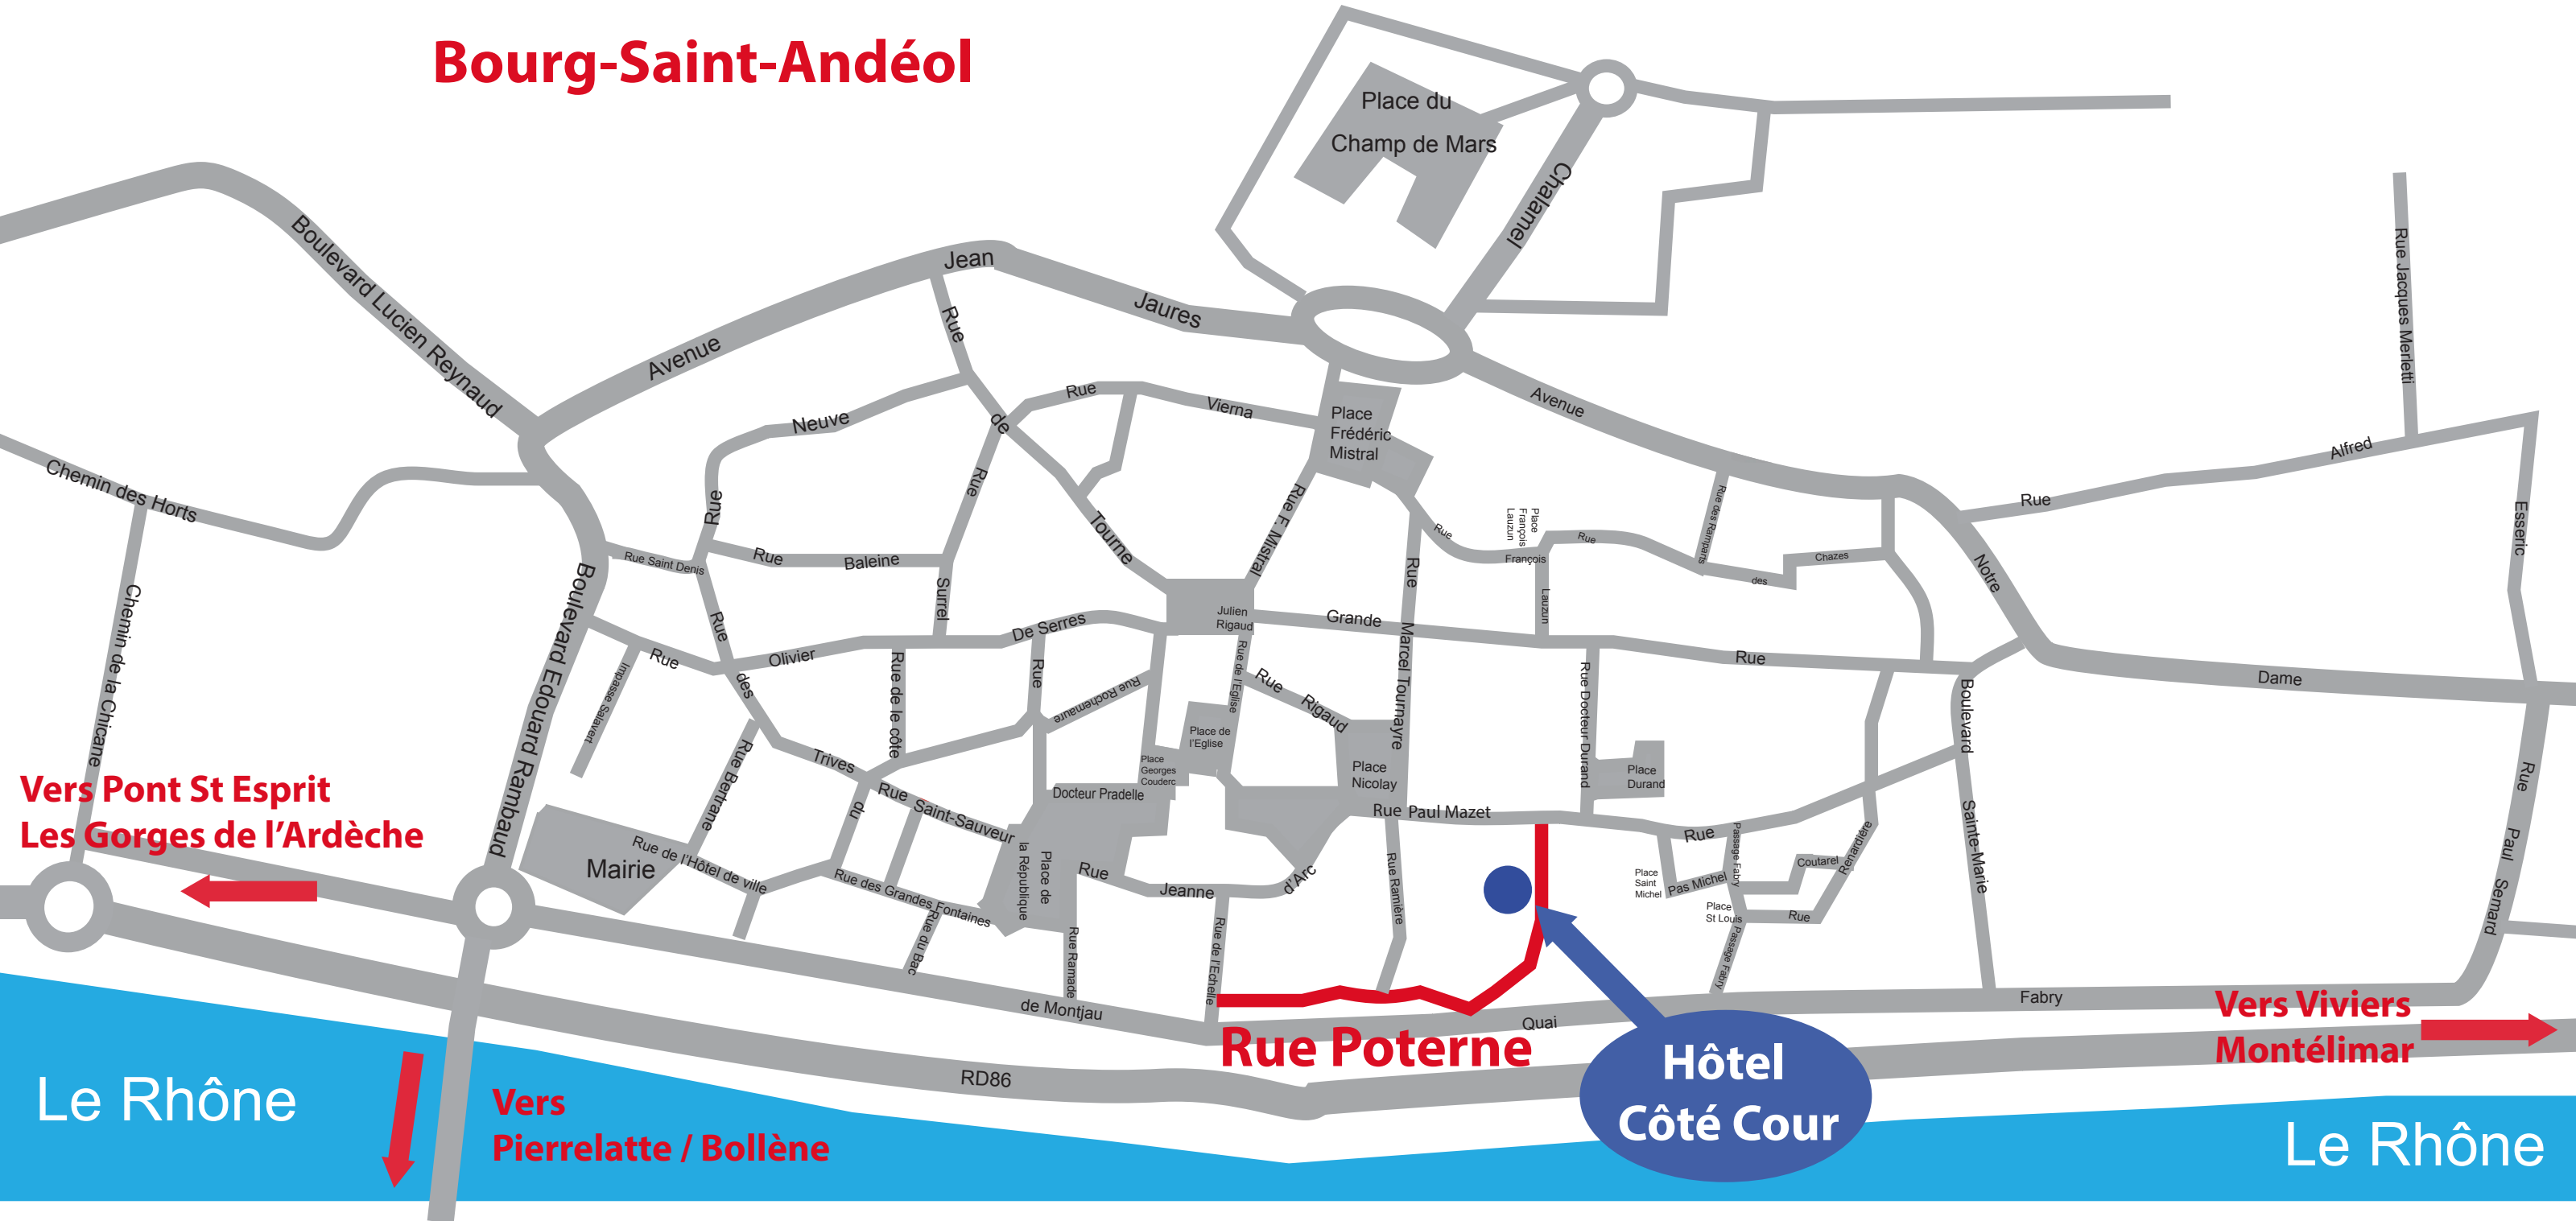 Bourg-Saint-Andéol
Place du
Champ de Mars
Chalamel
Boulevard Lucien Reynaud
Avenue
Jean
Jaures
Rue
de
Tourne
Neuve
Rue
Rue
Vierna
Place
Frédéric
Mistral
Avenue
Notre
Dame
Rue Jacques Merletti
Rue
Alfred
Esseric
Chemin des Horts
Chemin de la Chicane
Rue Saint Denis
Rue
Baleine
Rue
Surrel
Rue F. Mistral
Rue
François
Lauzun
Place
François
Lauzun
Rue
des
Chazes
Rue des Ramparts
Boulevard Edouard Rambaud
Impasse Salavert
Rue
Olivier
De Serres
Julien
Rigaud
Grande
Rue
Rue
Marcel Tournayre
Rue
des
Trives
Rue de le côte
Rue
Rue Rochemaure
Rue de l'Eglise
Rue
Rigaud
Place de
l'Eglise
Place
Georges
Couderc
Docteur Pradelle
Place
Nicolay
Rue Paul Mazet
Rue Docteur Durand
Place
Durand
Boulevard
Sainte-Marie
Rue
Paul
Semard
Rue Bertrane
du
Rue
Saint-Sauveur
Mairie
Rue de l'Hôtel de ville
Rue des Grandes Fontaines
Rue du Bac
Place de
la République
Rue
Jeanne
d'Arc
Rue Ramade
Rue de l'Echelle
Rue Ramière
Rue
Place
Saint
Michel
Pas Michel
Passage Fabry
Coutarel
Renardiére
Rue
Place
St Louis
Passage Fabry
Vers Pont St Esprit
Les Gorges de l'Ardèche
de Montjau
Quai
Fabry
RD86
Rue Poterne
Hôtel
Côté Cour
Vers Viviers
Montélimar
Vers
Pierrelatte / Bollène
Le Rhône
Le Rhône